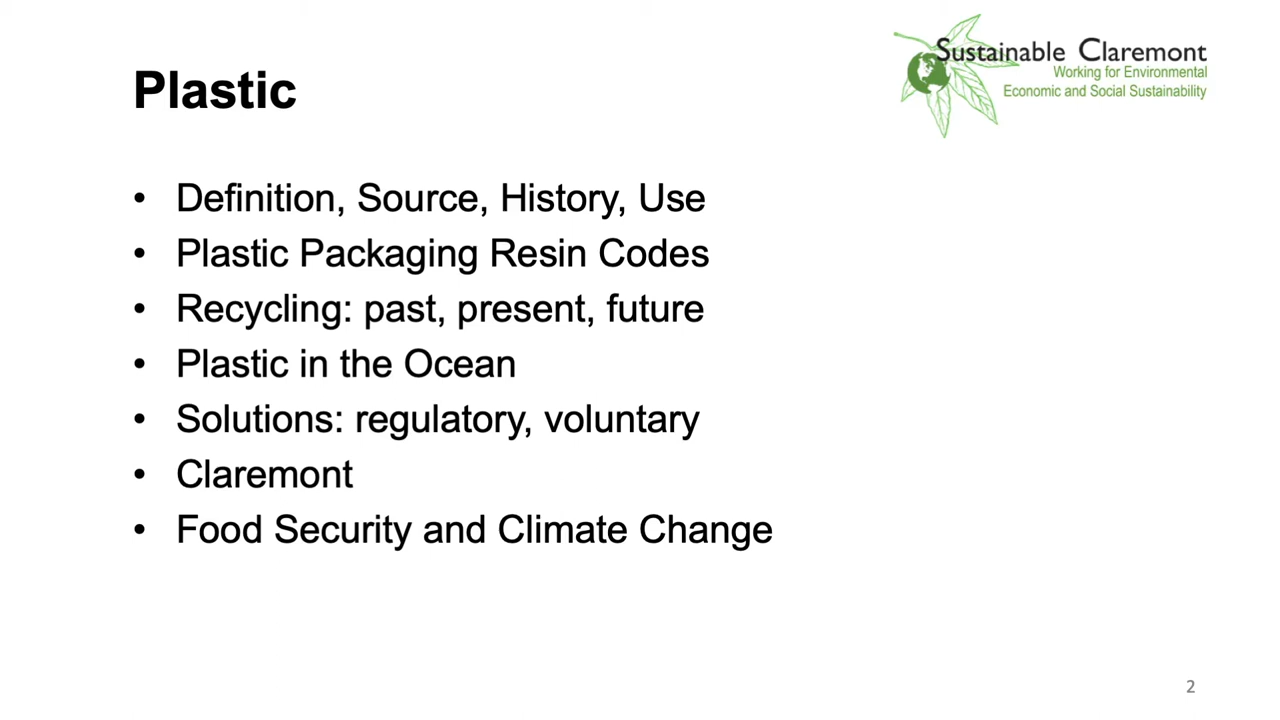 Sustainable Claremont
Working for Environmental
Economic and Social Sustainability
Plastic
• Definition, Source, History, Use
• Plastic Packaging Resin Codes
• Recycling: past, present, future
• Plastic in the Ocean
• Solutions: regulatory, voluntary
• Claremont
• Food Security and Climate Change
2